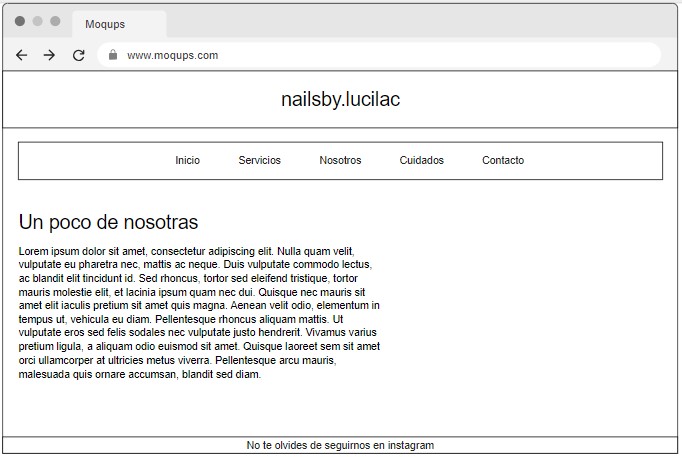 Moqups
www.moqups.com
nailsby.lucilac
Inicio Servicios Nosotros Cuidados Contacto
Un poco de nosotras
Lorem ipsum dolor sit amet, consectetur adipiscing elit. Nulla quam velit,
vulputate eu pharetra nec, mattis ac neque. Duis vulputate commodo lectus,
ac blandit elit tincidunt id. Sed rhoncus, tortor sed eleifend tristique, tortor
mauris molestie elit, et lacinia ipsum quam nec dui. Quisque nec mauris sit
amet elit iaculis pretium sit amet quis magna. Aenean velit odio, elementum in
tempus ut, vehicula eu diam. Pellentesque rhoncus aliquam mattis. Ut
vulputate eros sed felis sodales nec vulputate justo hendrerit. Vivamus varius
pretium ligula, a aliquam odio euismod sit amet. Quisque laoreet sem sit amet
orci ullamcorper at ultricies metus viverra. Pellentesque arcu mauris,
malesuada quis ornare accumsan, blandit sed diam.
No te olvides de seguirnos en instagram